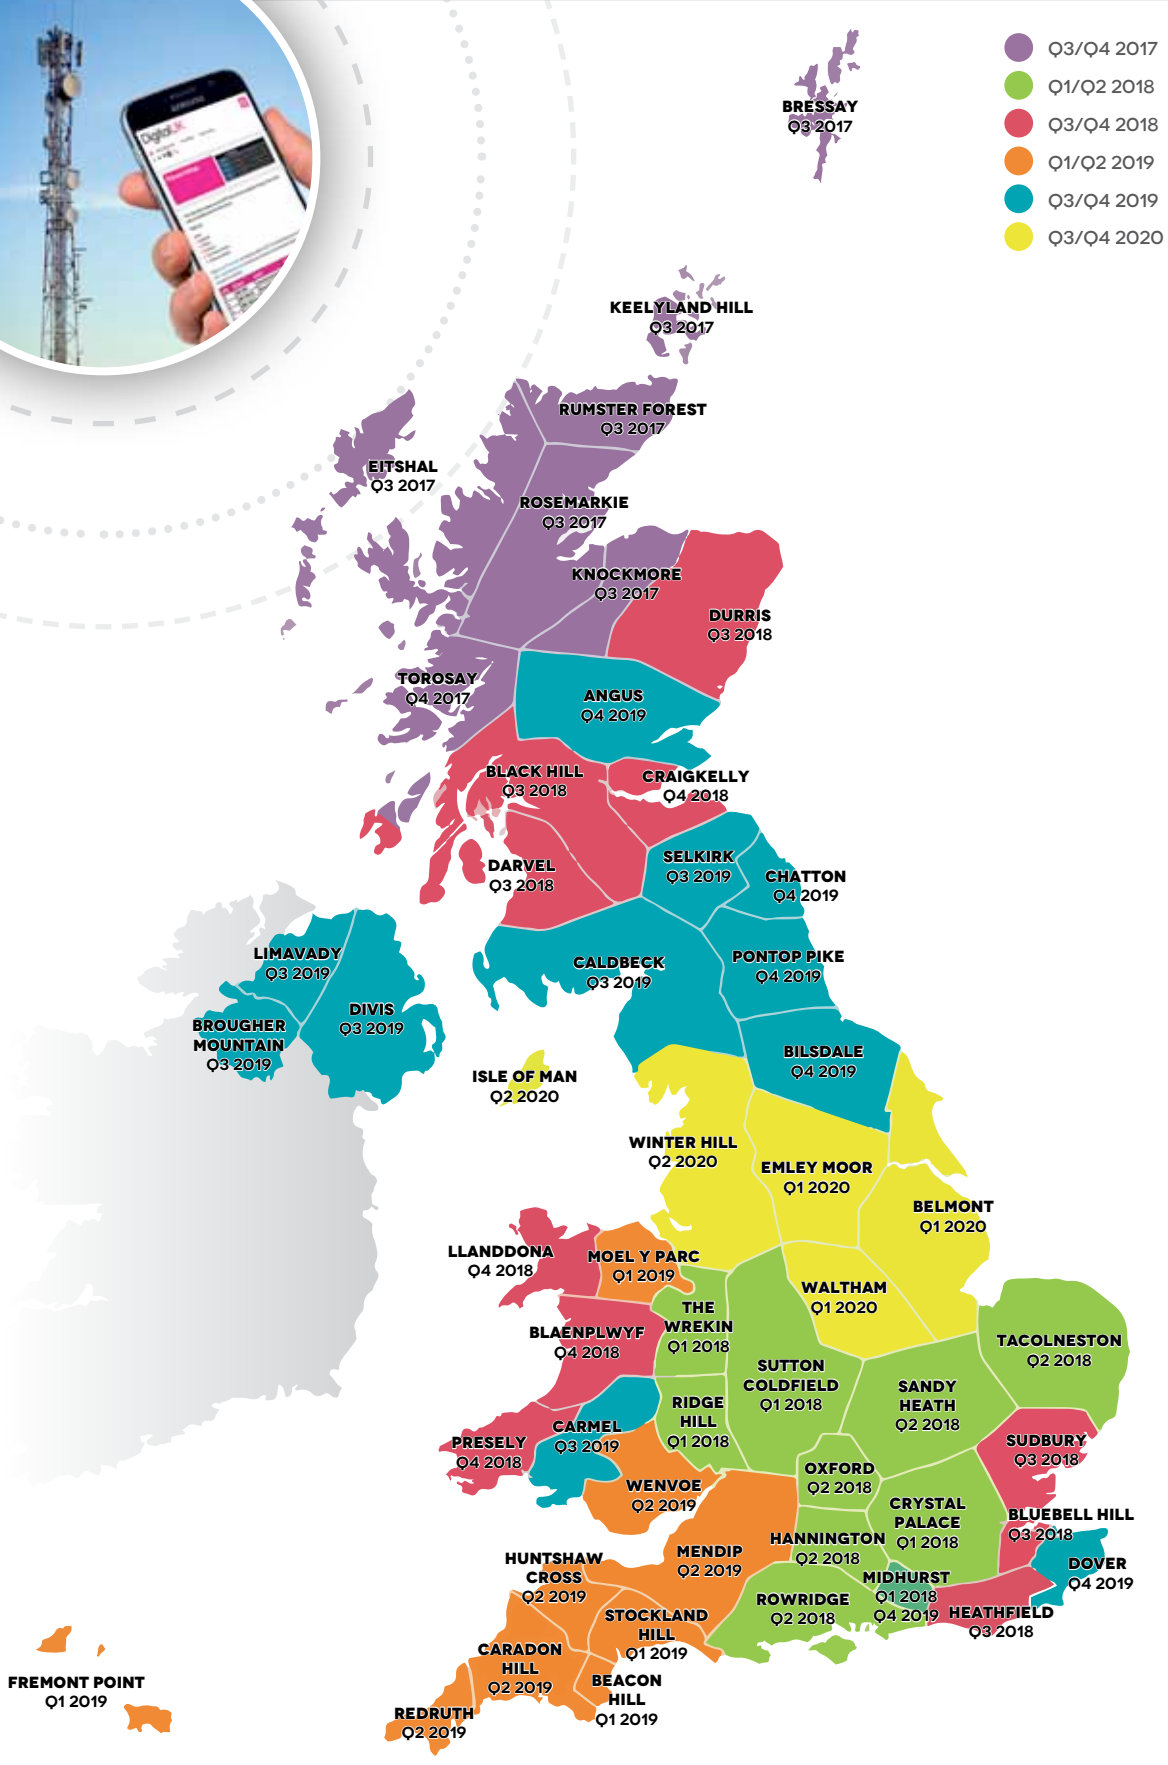 Digital UK
Q3/Q4 2017
Q1/Q2 2018
Q3/Q4 2018
Q1/Q2 2019
Q3/Q4 2019
Q3/Q4 2020
BRESSAY
Q3 2017
KEELYLAND HILL
Q3 2017
RUMSTER FOREST
Q3 2017
EITSHAL
Q3 2017
ROSEMARKIE
Q3 2017
KNOCKMORE
Q3 2017
DURRIS
Q3 2018
TOROSAY
Q4 2017
ANGUS
Q4 2019
BLACK HILL
Q3 2018
CRAIGKELLY
Q4 2018
DARVEL
Q3 2018
SELKIRK
Q3 2019
CHATTON
Q4 2019
LIMAVADY
Q3 2019
CALDBECK
Q3 2019
PONTOP PIKE
Q4 2019
DIVIS
Q3 2019
BROUGHER
MOUNTAIN
Q3 2019
BILSDALE
Q4 2019
ISLE OF MAN
Q2 2020
WINTER HILL
Q2 2020
EMLEY MOOR
Q1 2020
BELMONT
Q1 2020
LLANDDONA
Q4 2018
MOEL Y PARC
Q1 2019
WALTHAM
Q1 2020
THE
WREKIN
Q1 2018
BLAENPLWYF
Q4 2018
TACOLNESTON
Q2 2018
SUTTON
COLDFIELD
Q1 2018
SANDY
HEATH
Q2 2018
RIDGE
HILL
Q1 2018
CARMEL
Q3 2019
PRESELY
Q4 2018
SUDBURY
Q3 2018
OXFORD
Q2 2018
WENVOE
Q2 2019
CRYSTAL
PALACE
Q1 2018
BLUEBELL HILL
Q3 2018
HANNINGTON
Q2 2018
MENDIP
Q2 2019
HUNTSHAW
CROSS
Q2 2019
DOVER
Q4 2019
MIDHURST
Q1 2018
Q4 2019
ROWRIDGE
Q2 2018
HEATHFIELD
Q3 2018
STOCKLAND
HILL
Q1 2019
CARADON
HILL
Q2 2019
BEACON
HILL
Q1 2019
FREMONT POINT
Q1 2019
REDRUTH
Q2 2019